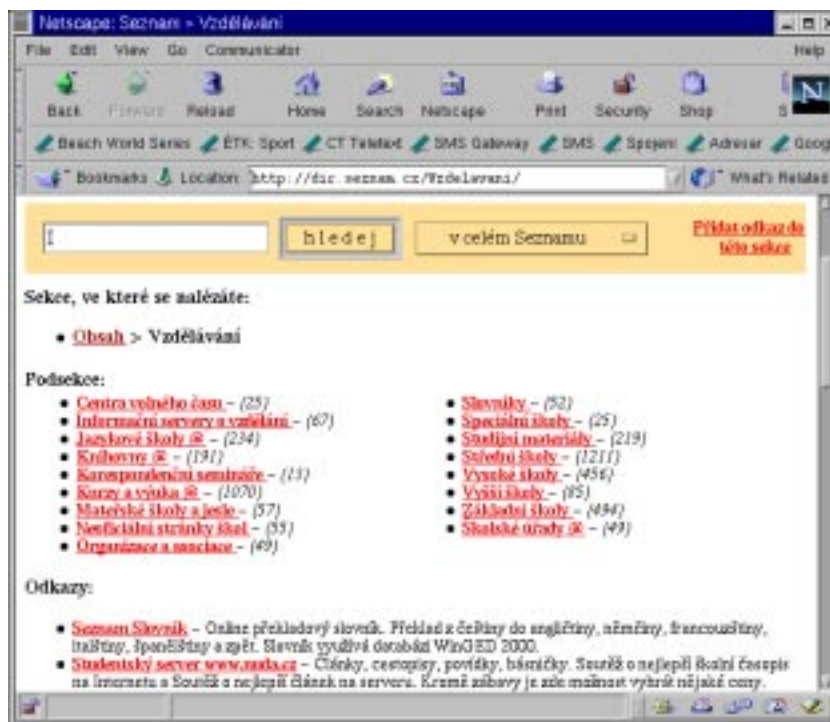 Netscape: Seznam » Vzdělávání
File Edit View Go Communicator Help
Back Forward Reload Home Search Netscape Print Security Shop S
Beach World Series ČTK: Sport CT Teletext SMS Gateway SMS Spojeni Adresar Goog
Bookmarks Location: http://dir.seznam.cz/Vzdelavani/ What's Related
hledej v celém Seznamu Přidat odkaz do
této sekce
Sekce, ve které se nalézáte:
Obsah > Vzdělávání
Podsekce:
Centra volného času – (25)
Informační servery o vzdělání – (67)
Jazykové školy @ – (234)
Knihovny @ – (191)
Korespondenční semináře – (13)
Kurzy a výuka @ – (1070)
Mateřské školy a jesle – (57)
Neoficiální stránky škol – (55)
Organizace a asociace – (49)
Slovníky – (52)
Speciální školy – (25)
Studijní materiály – (219)
Střední školy – (1211)
Vysoké školy – (456)
Vyšší školy – (85)
Základní školy – (494)
Školské úřady @ – (49)
Odkazy:
Seznam Slovník – Online překladový slovník. Překlad z češtiny do angličtiny, němčiny, francouzštiny,
italštiny, španělštiny a zpět. Slovník využívá databázi WinGED 2000.
Studentský server www.nuda.cz – Články, cestopisy, povídky, básničky. Soutěž o nejlepší školní časopis
na Internetu a Soutěž o nejlepší článek na serveru. Kromě zábavy je zde možnost vyhrát nějaké ceny.